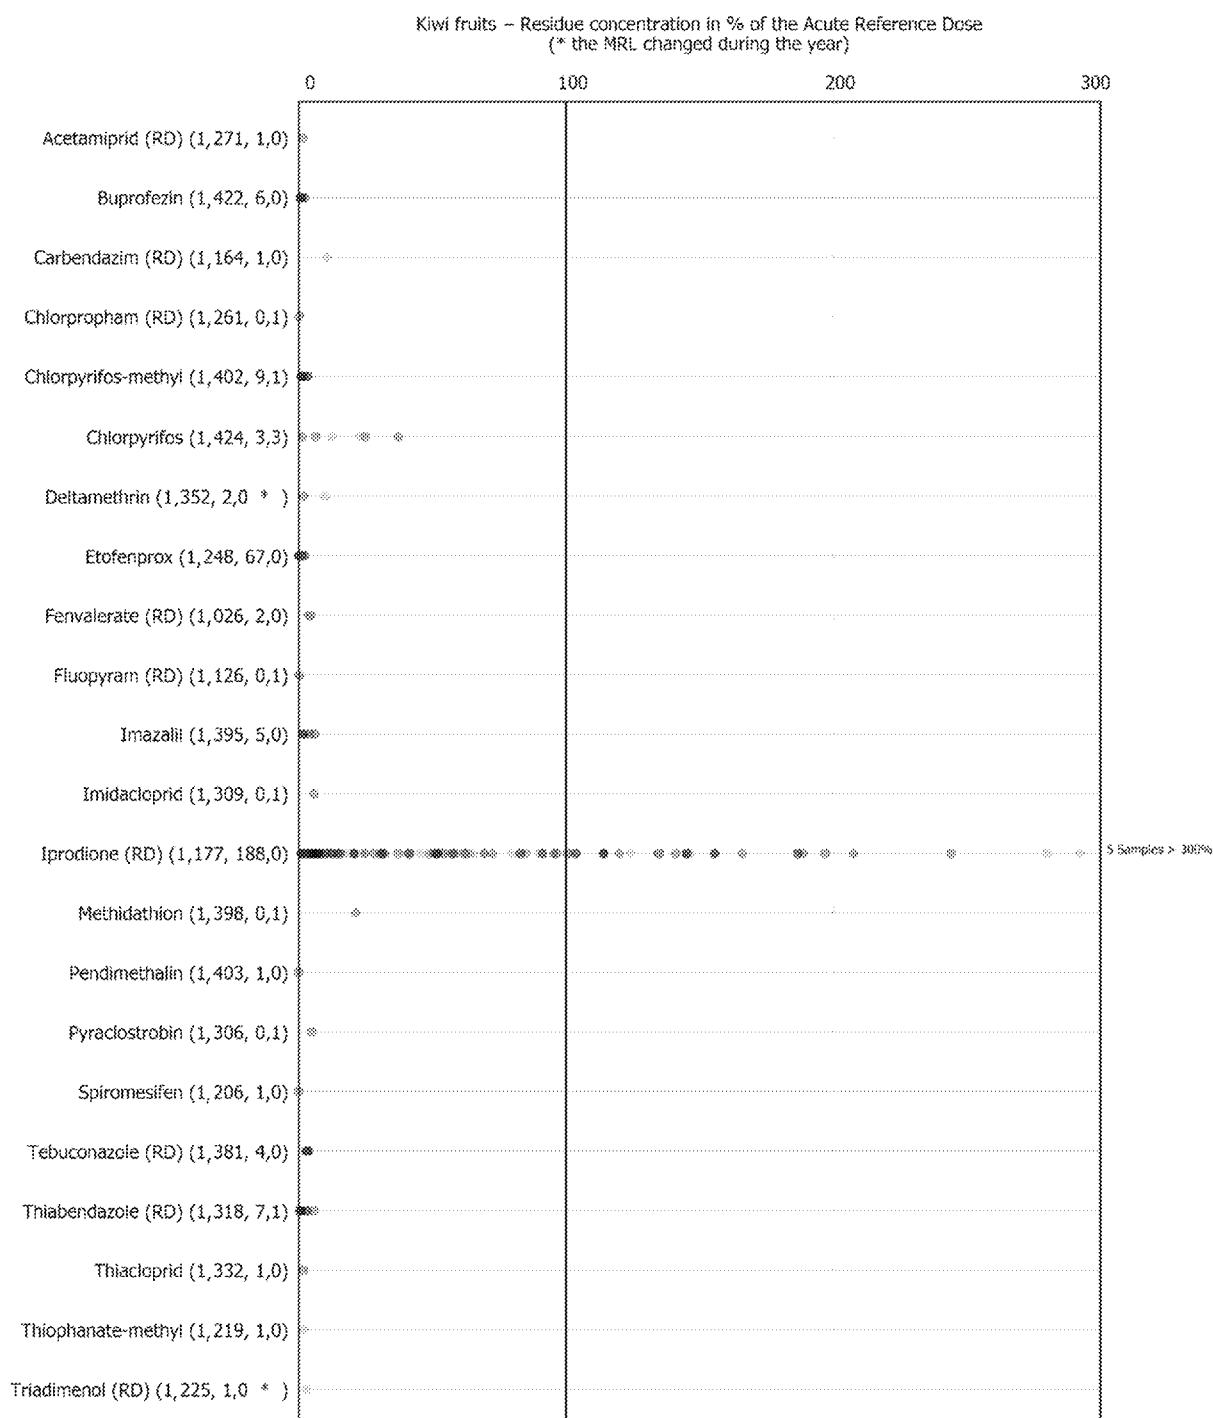 Kiwi fruits – Residue concentration in % of the Acute Reference Dose
(* the MRL changed during the year)
0 100 200 300
Acetamiprid (RD) (1,271, 1,0)
Buprofezin (1,422, 6,0)
Carbendazim (RD) (1,164, 1,0)
Chlorpropham (RD) (1,261, 0,1)
Chlorpyrifos-methyl (1,402, 9,1)
Chlorpyrifos (1,424, 3,3)
Deltamethrin (1,352, 2,0 * )
Etofenprox (1,248, 67,0)
Fenvalerate (RD) (1,026, 2,0)
Fluopyram (RD) (1,126, 0,1)
Imazalil (1,395, 5,0)
Imidacloprid (1,309, 0,1)
Iprodione (RD) (1,177, 188,0)
5 Samples > 300%
Methidathion (1,398, 0,1)
Pendimethalin (1,403, 1,0)
Pyraclostrobin (1,306, 0,1)
Spiromesifen (1,206, 1,0)
Tebuconazole (RD) (1,381, 4,0)
Thiabendazole (RD) (1,318, 7,1)
Thiacloprid (1,332, 1,0)
Thiophanate-methyl (1,219, 1,0)
Triadimenol (RD) (1,225, 1,0 * )